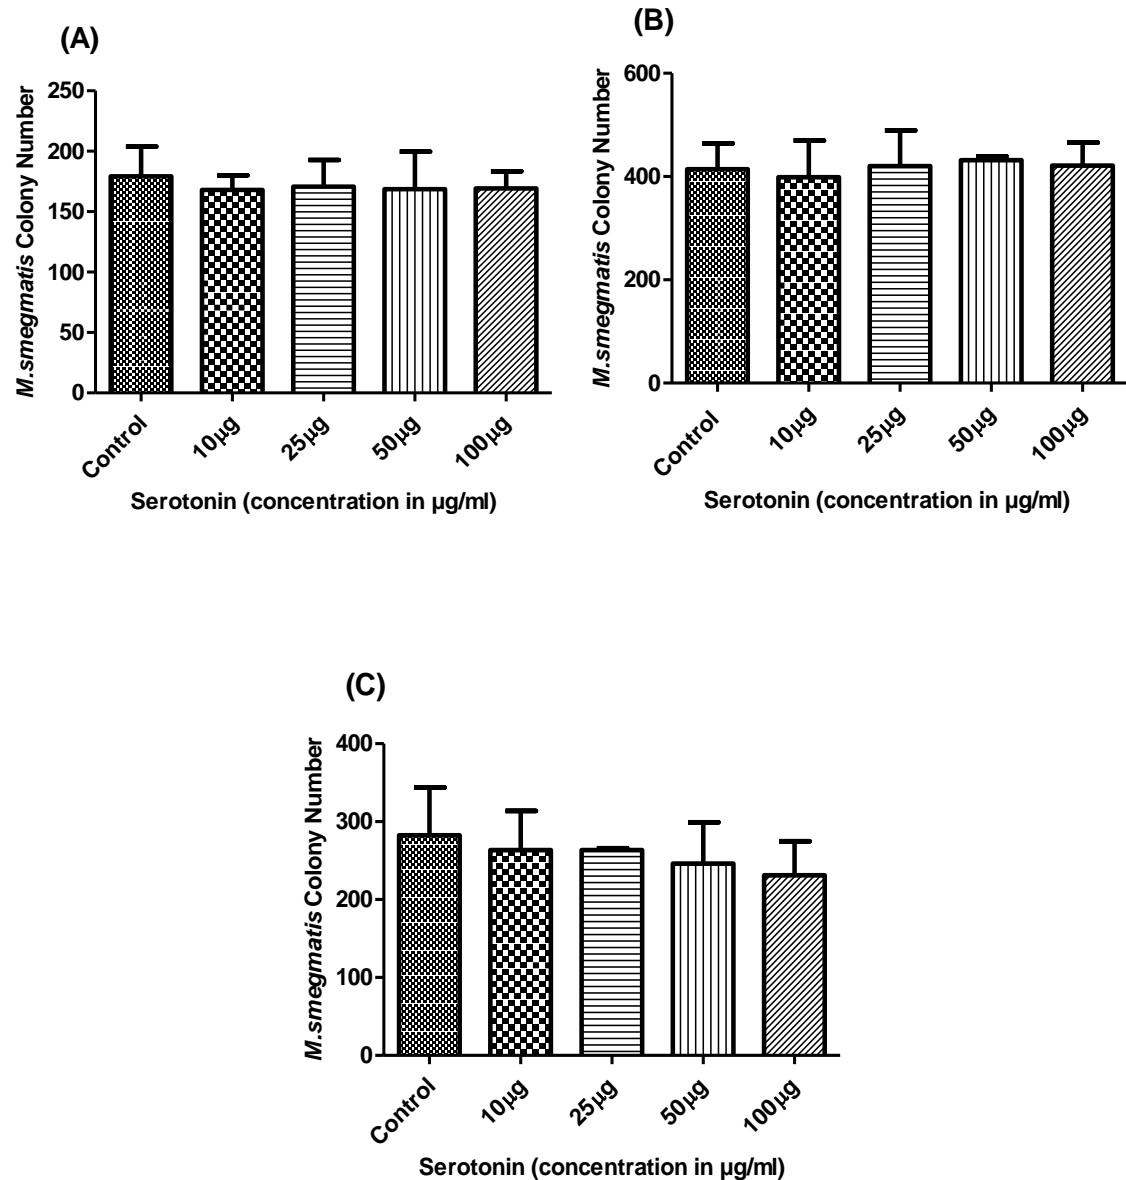 (A)
M.smegmatis Colony Number
250
200
150
100
50
0
Control
10µg
25µg
50µg
100µg
Serotonin (concentration in µg/ml)
(B)
M.smegmatis Colony Number
600
400
200
0
Control
10µg
25µg
50µg
100µg
Serotonin (concentration in µg/ml)
(C)
M.smegmatis Colony Number
400
300
200
100
0
Control
10µg
25µg
50µg
100µg
Serotonin (concentration in µg/ml)